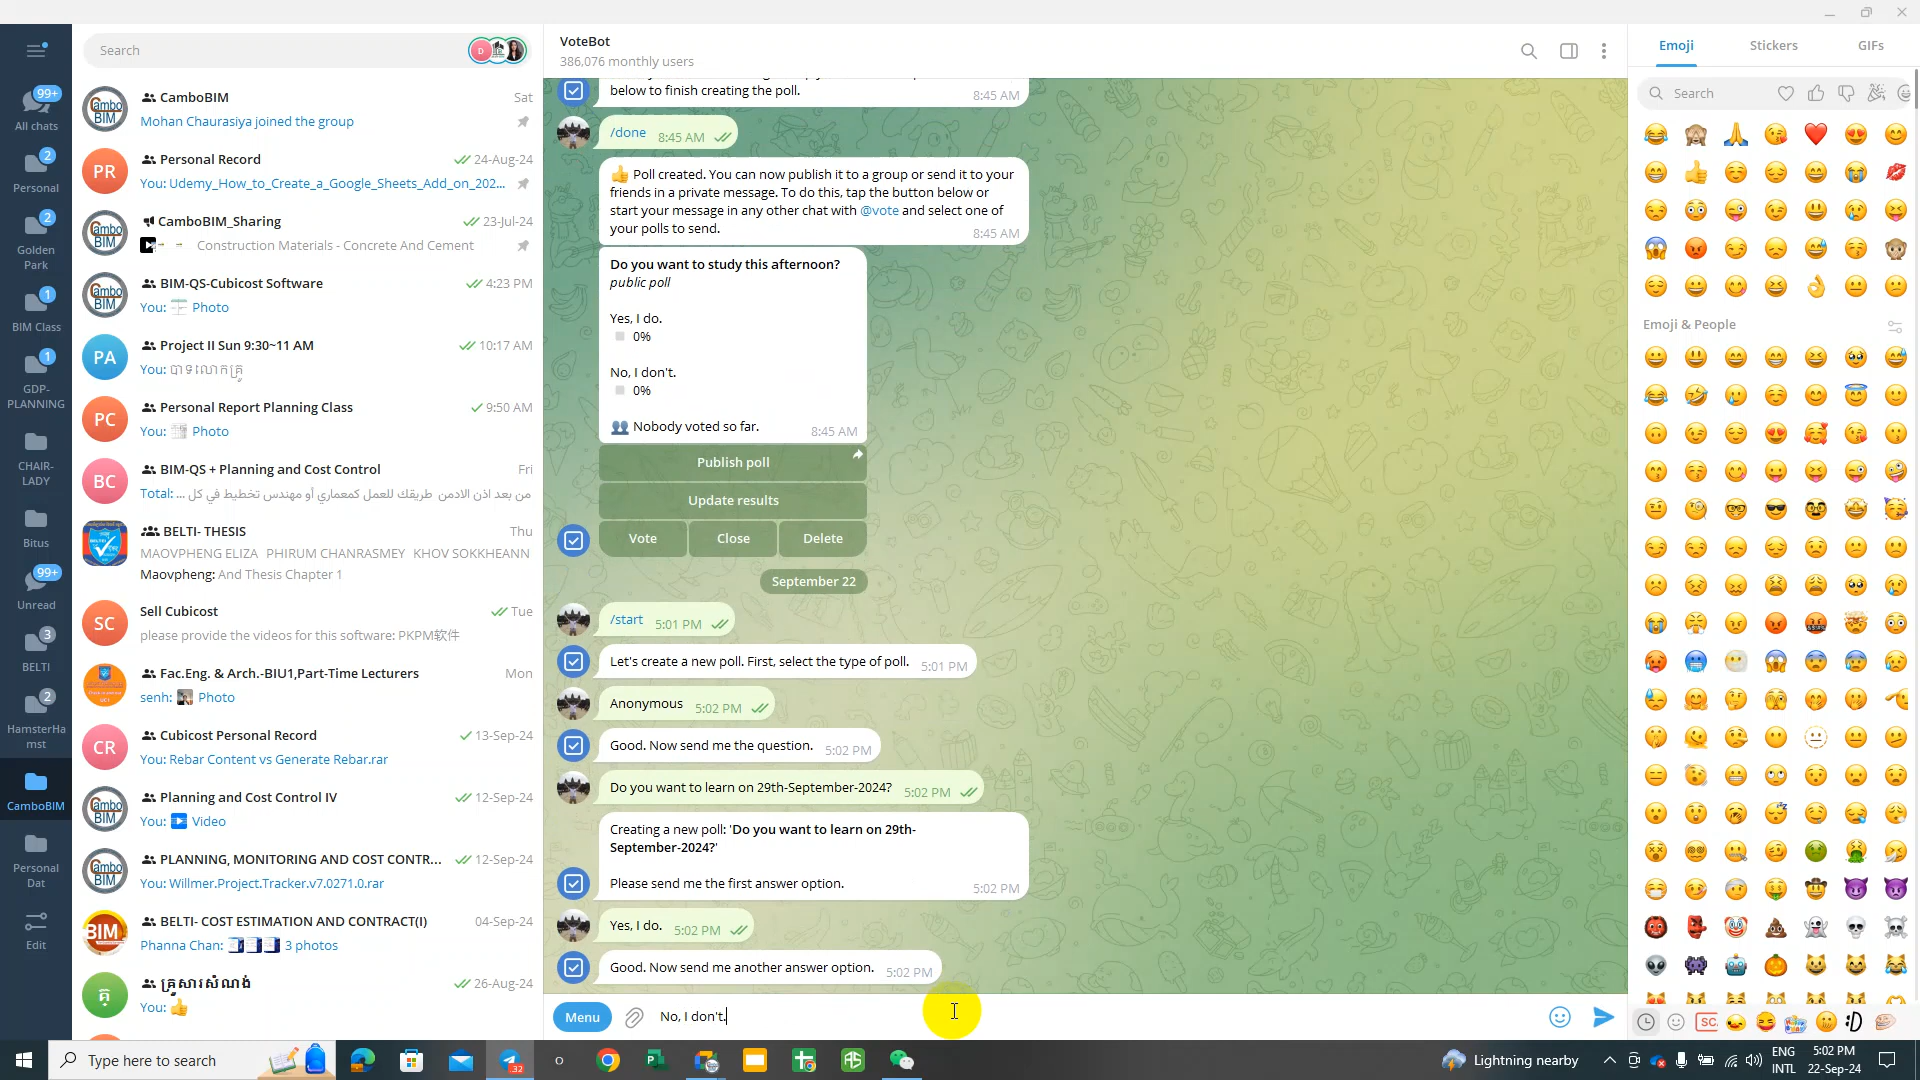 Search
99+
All chats
2
Personal
2
Golden
Park
1
BIM Class
1
GDP-
PLANNING
CHAIR-
LADY
Bitus
99+
Unread
3
BELTI
2
HamsterHa
mst
CamboBIM
Personal
Dat
Edit
CamboBIM Sat
Mohan Chaurasiya joined the group
PR
Personal Record 24-Aug-24
You: Udemy_How_to_Create_a_Google_Sheets_Add_on_202...
CamboBIM_Sharing 23-Jul-24
Construction Materials - Concrete And Cement
BIM-QS-Cubicost Software 4:23 PM
You: Photo
PA
Project II Sun 9:30~11 AM 10:17 AM
You: បាទលោកគ្រូ
PC
Personal Report Planning Class 9:50 AM
You: Photo
BC
BIM-QS + Planning and Cost Control Fri
Total: ... من بعد اذن الادمن طريقك للعمل كمعماري أو مهندس تخطيط في كل
BELTI- THESIS Thu
MAOVPHENG ELIZA PHIRUM CHANRASMEY KHOV SOKKHEANN
Maovpheng: And Thesis Chapter 1
SC
Sell Cubicost Tue
please provide the videos for this software: PKPM软件
Fac.Eng. & Arch.-BIU1,Part-Time Lecturers Mon
senh: Photo
CR
Cubicost Personal Record 13-Sep-24
You: Rebar Content vs Generate Rebar.rar
Planning and Cost Control IV 12-Sep-24
You: Video
PLANNING, MONITORING AND COST CONTR... 12-Sep-24
You: Willmer.Project.Tracker.v7.0271.0.rar
BELTI- COST ESTIMATION AND CONTRACT(I) 04-Sep-24
Phanna Chan: 3 photos
គ
គ្រួសារសំណង់ 26-Aug-24
You: 👍
VoteBot
386,076 monthly users
below to finish creating the poll. 8:45 AM
/done 8:45 AM
👍 Poll created. You can now publish it to a group or send it to your
friends in a private message. To do this, tap the button below or
start your message in any other chat with @vote and select one of
your polls to send. 8:45 AM
Do you want to study this afternoon?
public poll
Yes, I do.
0%
No, I don't.
0%
👥 Nobody voted so far. 8:45 AM
Publish poll
Update results
Vote Close Delete
September 22
/start 5:01 PM
Let's create a new poll. First, select the type of poll. 5:01 PM
Anonymous 5:02 PM
Good. Now send me the question. 5:02 PM
Do you want to learn on 29th-September-2024? 5:02 PM
Creating a new poll: 'Do you want to learn on 29th-
September-2024?'
Please send me the first answer option. 5:02 PM
Yes, I do. 5:02 PM
Good. Now send me another answer option. 5:02 PM
Menu
No, I don't.
Emoji Stickers GIFs
Search
Emoji & People
Type here to search
Lightning nearby
ENG
INTL
5:02 PM
22-Sep-24